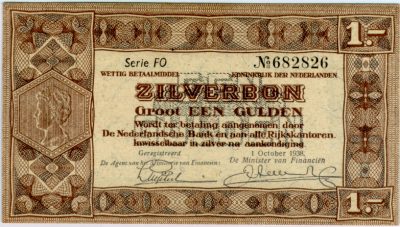 Serie FO № 682826
1.-
WETTIG BETAALMIDDEL KONINKRIJK DER NEDERLANDEN
ZILVERBON
Groot EEN GULDEN
Wordt ter betaling aangenomen door
De Nederlandsche Bank en aan alle Rijkskantoren
Inwisselbaar in zilver na aankondiging
Geregistreerd 1 October 1938.
De Agent van het Ministerie van Financiën: De Minister van Financiën
1.-